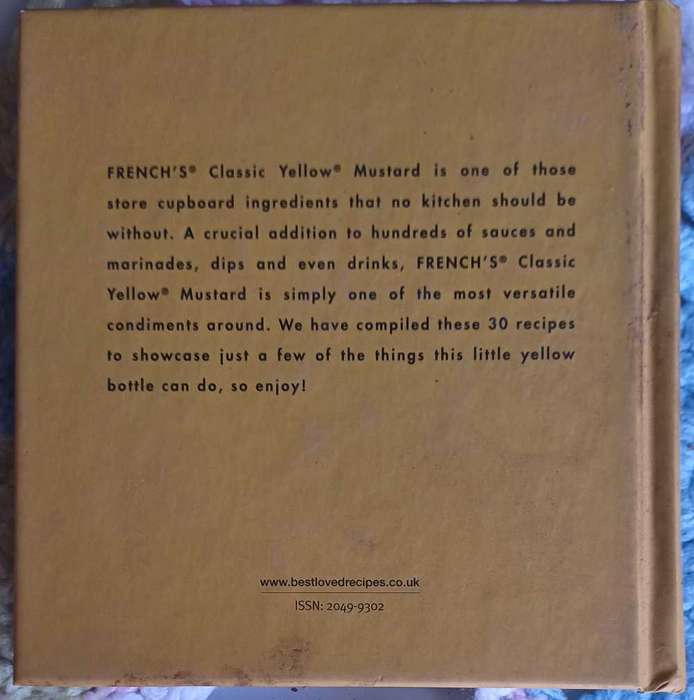 FRENCH'S® Classic Yellow® Mustard is one of those
store cupboard ingredients that no kitchen should be
without. A crucial addition to hundreds of sauces and
marinades, dips and even drinks, FRENCH'S® Classic
Yellow® Mustard is simply one of the most versatile
condiments around. We have compiled these 30 recipes
to showcase just a few of the things this little yellow
bottle can do, so enjoy!
www.bestlovedrecipes.co.uk
ISSN: 2049-9302